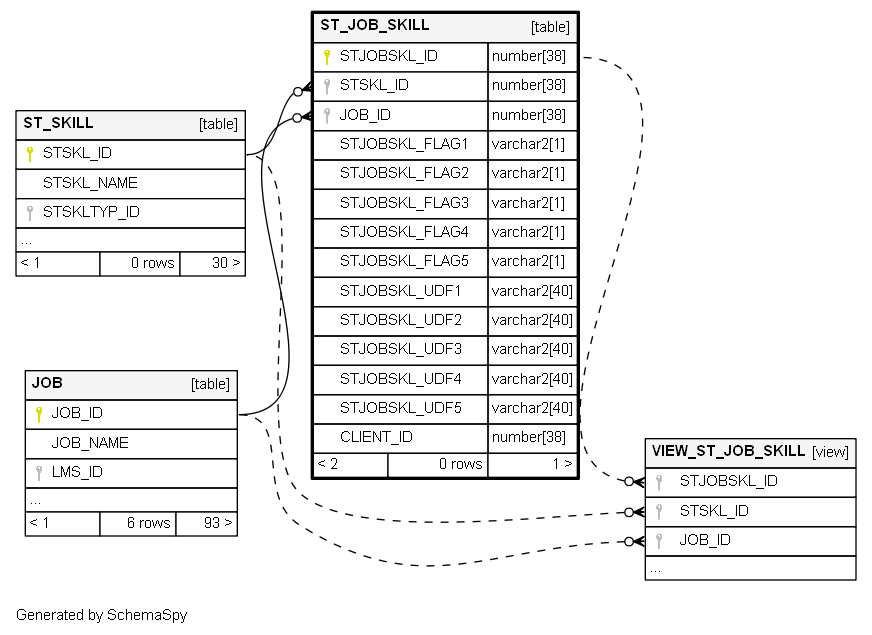 ST_JOB_SKILL [table]
STJOBSKL_ID number[38]
STSKL_ID number[38]
JOB_ID number[38]
STJOBSKL_FLAG1 varchar2[1]
STJOBSKL_FLAG2 varchar2[1]
STJOBSKL_FLAG3 varchar2[1]
STJOBSKL_FLAG4 varchar2[1]
STJOBSKL_FLAG5 varchar2[1]
STJOBSKL_UDF1 varchar2[40]
STJOBSKL_UDF2 varchar2[40]
STJOBSKL_UDF3 varchar2[40]
STJOBSKL_UDF4 varchar2[40]
STJOBSKL_UDF5 varchar2[40]
CLIENT_ID number[38]
< 2 0 rows 1 >
ST_SKILL [table]
STSKL_ID
STSKL_NAME
STSKLTYP_ID
...
< 1 0 rows 30 >
JOB [table]
JOB_ID
JOB_NAME
LMS_ID
...
< 1 6 rows 93 >
VIEW_ST_JOB_SKILL [view]
STJOBSKL_ID
STSKL_ID
JOB_ID
...
Generated by SchemaSpy